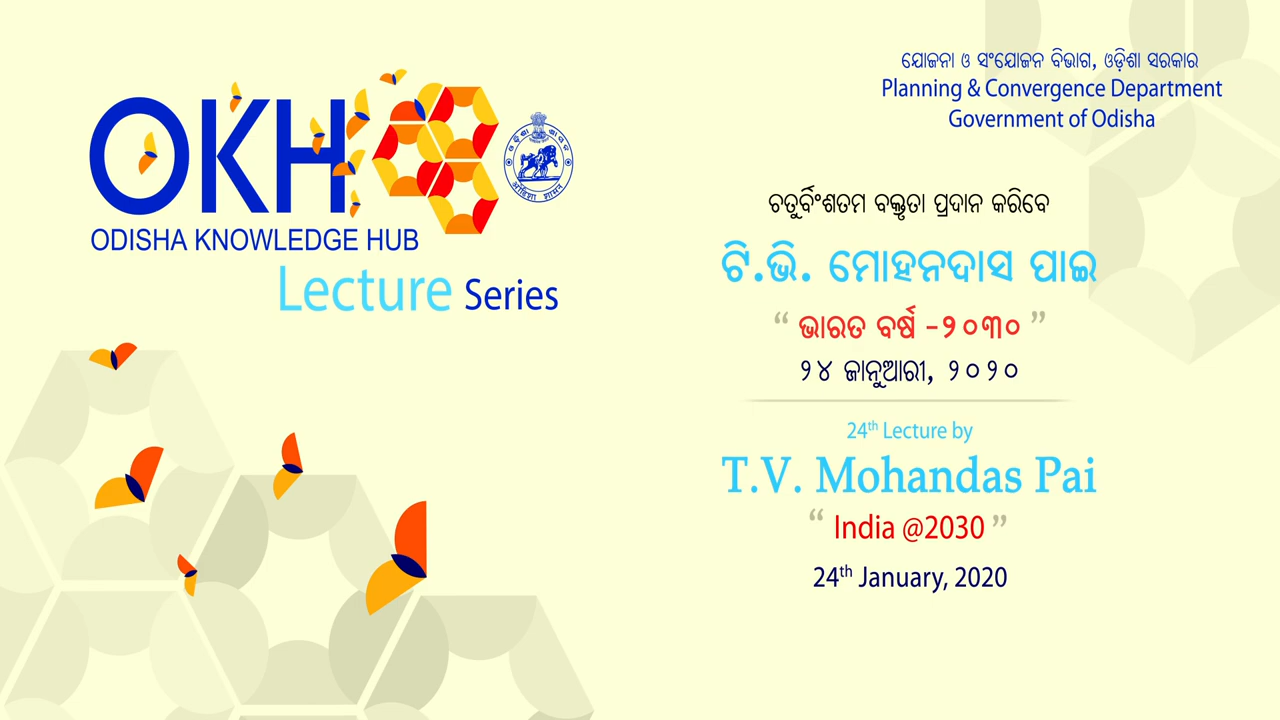 OKH
ODISHA KNOWLEDGE HUB
Lecture Series
ଯୋଜନା ଓ ସଂଯୋଜନ ବିଭାଗ, ଓଡ଼ିଶା ସରକାର
Planning & Convergence Department
Government of Odisha
ଚତୁର୍ବିଂଶତମ ବକ୍ତୃତା ପ୍ରଦାନ କରିବେ
ଟି.ଭି. ମୋହନଦାସ ପାଇ
“ ଭାରତ ବର୍ଷ -୨୦୩୦ ”
୨୪ ଜାନୁଆରୀ, ୨୦୨୦
24th Lecture by
T.V. Mohandas Pai
“ India @2030 ”
24th January, 2020